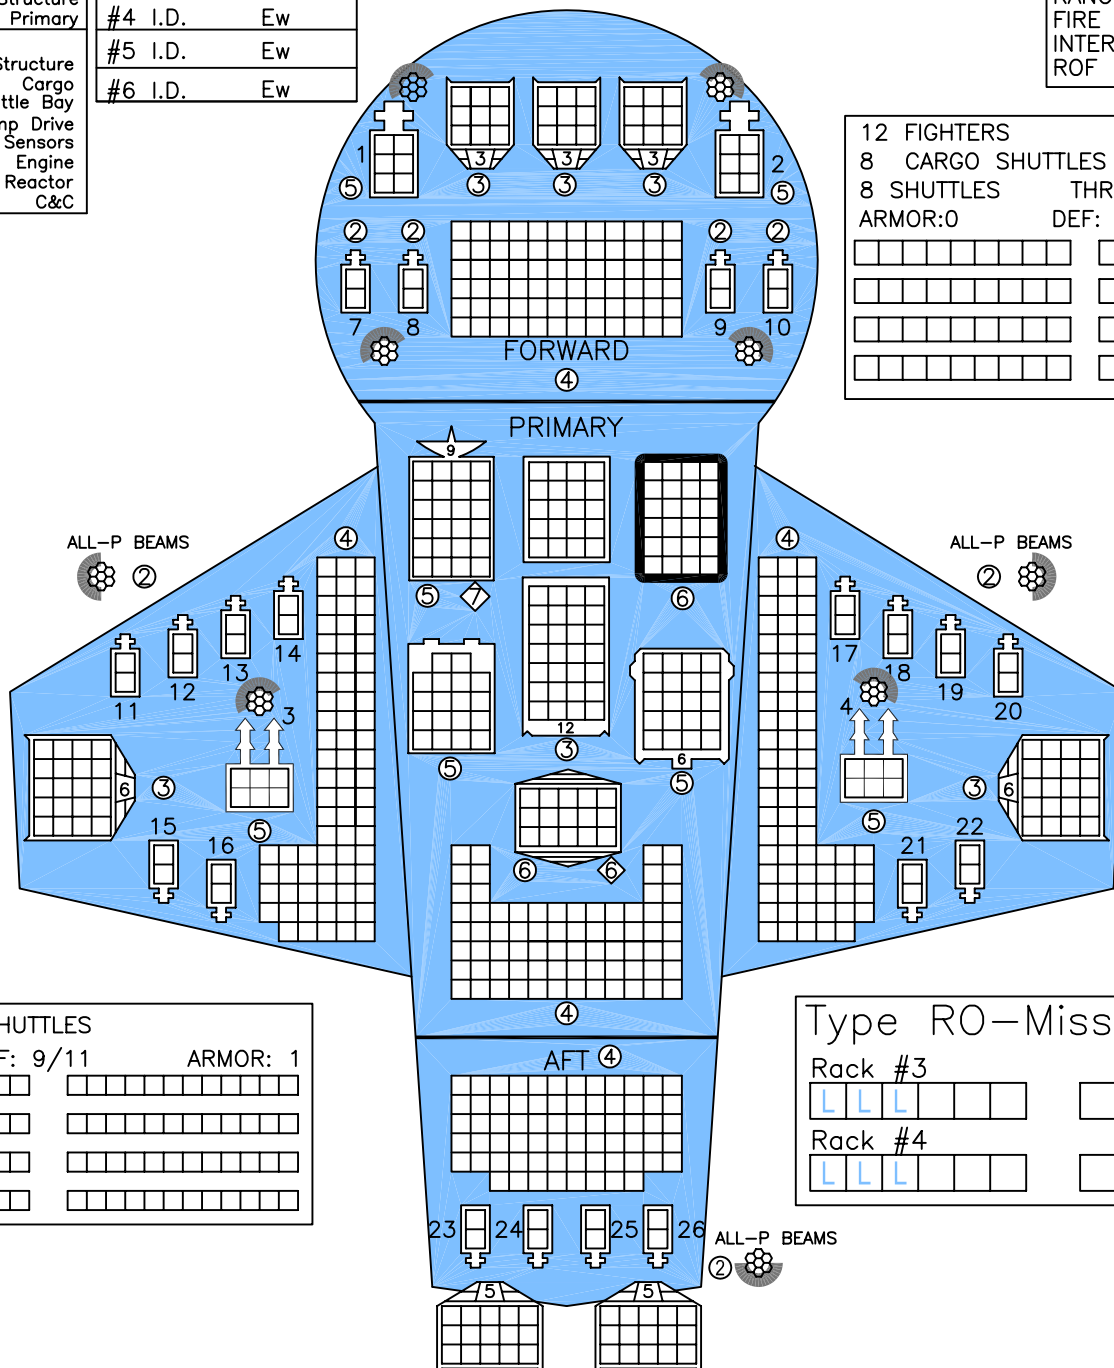 Structure
Primary
Structure
Cargo
ttle Bay
mp Drive
Sensors
Engine
Reactor
C&C
#4 I.D. Ew
#5 I.D. Ew
#6 I.D. Ew
FIRE
INTER
ROF
12 FIGHTERS
8 CARGO SHUTTLES
8 SHUTTLES THR
ARMOR:0 DEF:
1
5
3 3 3
3 3 3
2
5
2 2 2 2
7 8 9 10
FORWARD
4
PRIMARY
9
5 7
6
ALL-P BEAMS
2
4
4
ALL-P BEAMS
2
11 12 13 14
17 18 19 20
3
4
12
3
5
6
5
6 3
5
3 6
5
15 16
21 22
6 6
4
AFT 4
HUTTLES
F: 9/11 ARMOR: 1
Type RO-Miss
Rack #3
L L L
Rack #4
L L L
23 24 25 26
ALL-P BEAMS
2
5 5